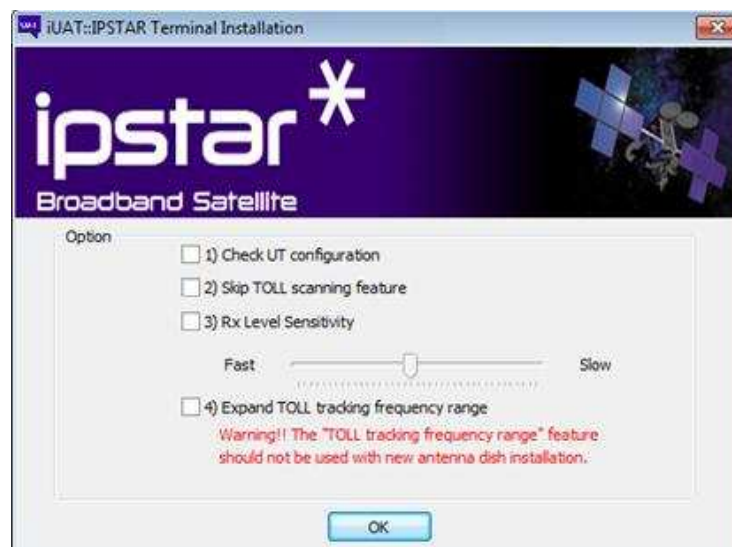 iUAT::IPSTAR Terminal Installation
ipstar*
Broadband Satellite
Option
1) Check UT configuration
2) Skip TOLL scanning feature
3) Rx Level Sensitivity
Fast Slow
4) Expand TOLL tracking frequency range
Warning!! The "TOLL tracking frequency range" feature
should not be used with new antenna dish installation.
OK